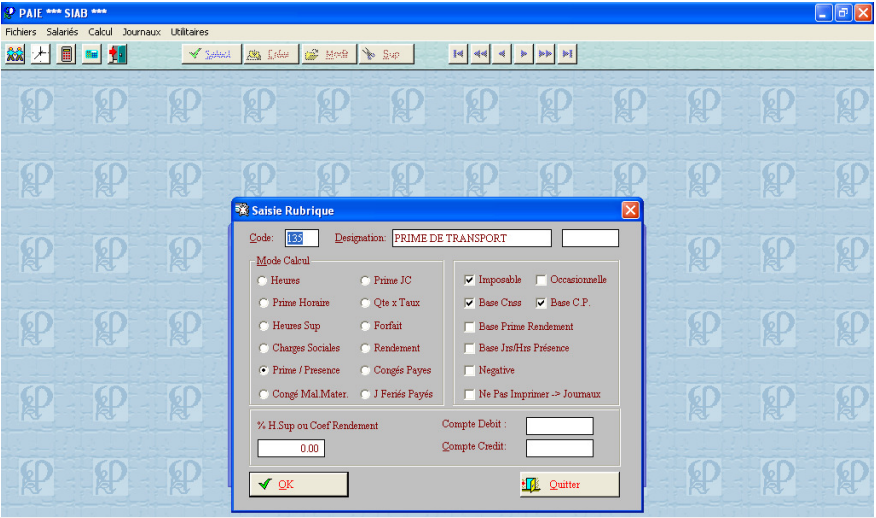 PAIE *** SIAB ***
Fichiers Salariés Calcul Journaux Utilitaires
Sup
Saisie Rubrique
Code: 135 Designation: PRIME DE TRANSPORT
Mode Calcul
Heures Prime JC Imposable Occasionnelle
Prime Horaire Qte x Taux Base Cnss Base C.P.
Heures Sup Forfait Base Prime Rendement
Charges Sociales Rendement Base Jrs/Hrs Présence
Prime / Presence Congés Payes Negative
Congé Mal.Mater. J Feriés Payés Ne Pas Imprimer -> Journaux
% H.Sup ou Coef Rendement Compte Debit :
0.00 Compte Credit:
OK Quitter